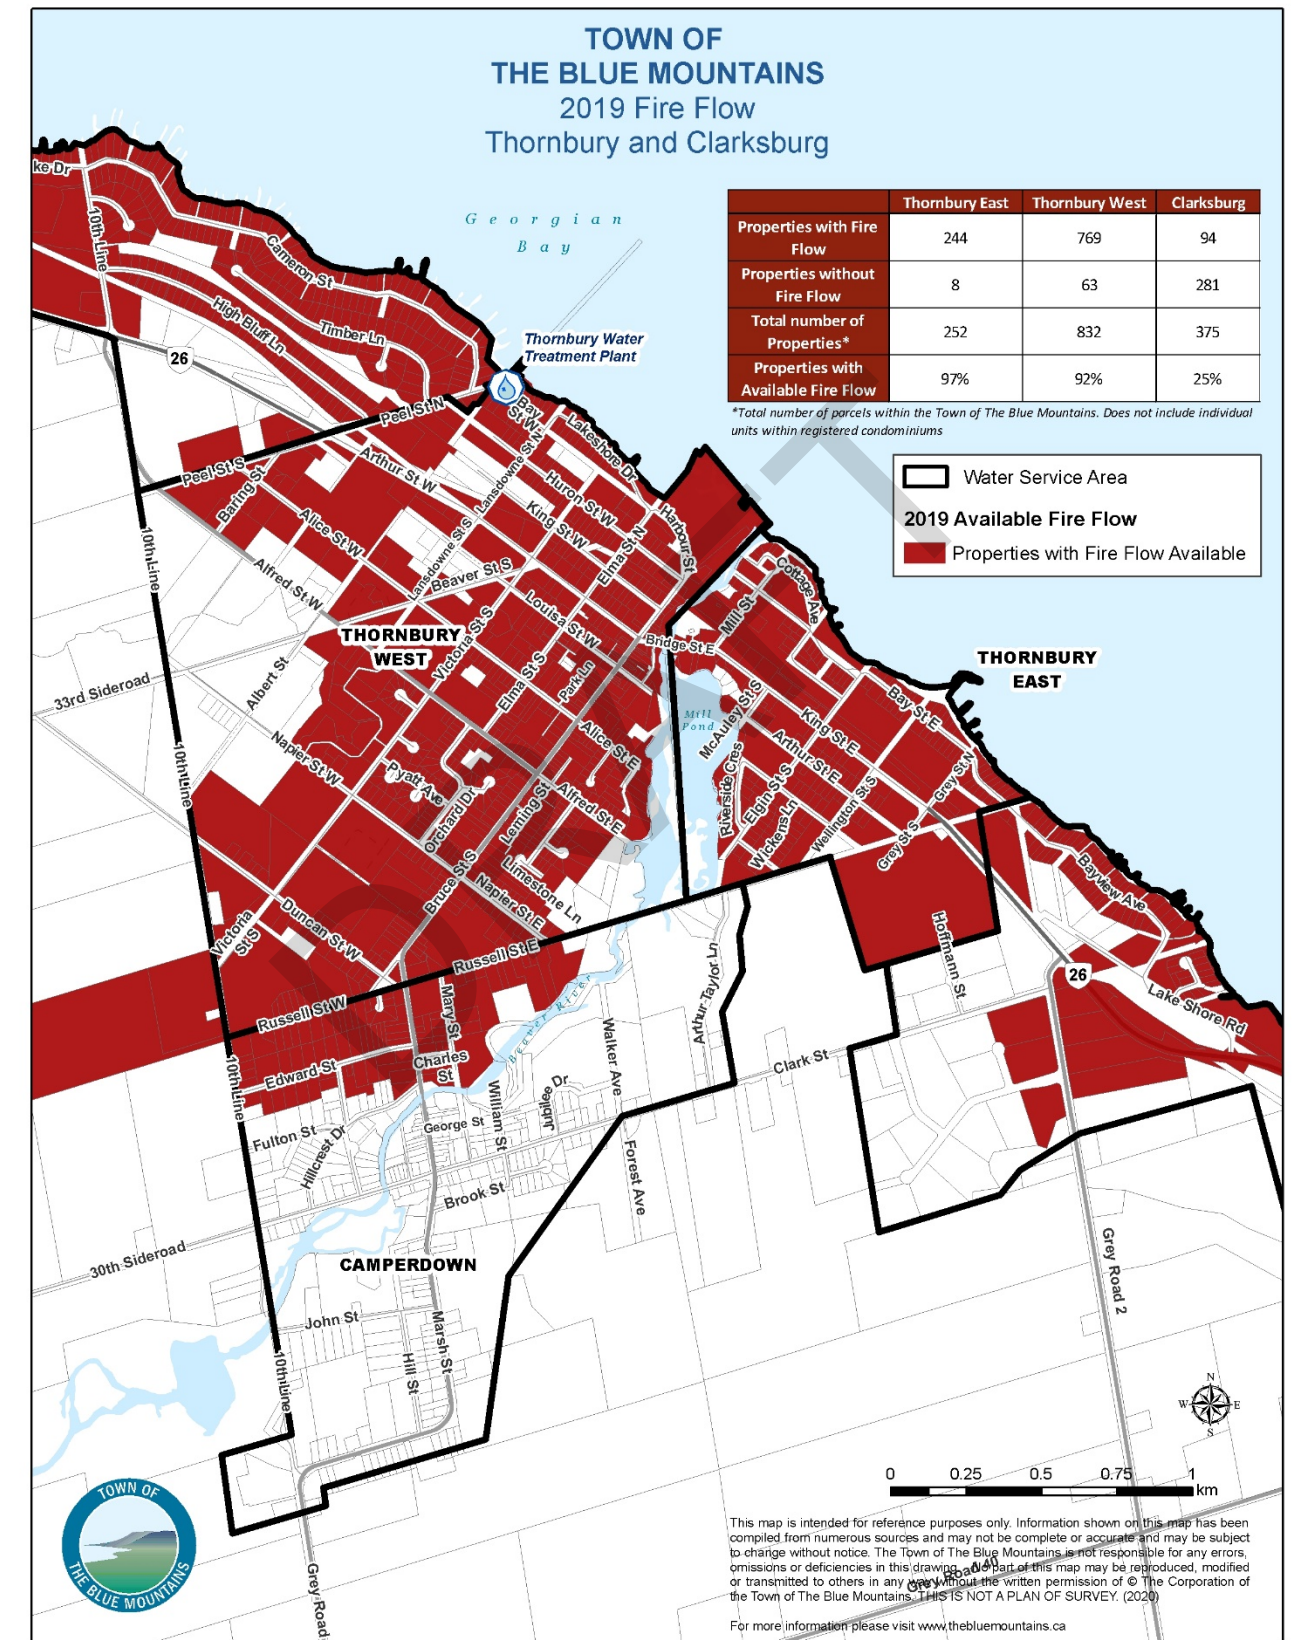 TOWN OF
THE BLUE MOUNTAINS
2019 Fire Flow
Thornbury and Clarksburg
Thornbury East Thornbury West Clarksburg
Properties with Fire
Flow 244 769 94
Properties without
Fire Flow 8 63 281
Total number of
Properties* 252 832 375
Properties with
Available Fire Flow 97% 92% 25%
*Total number of parcels within the Town of The Blue Mountains. Does not include individual
units within registered condominiums
Water Service Area
2019 Available Fire Flow
Properties with Fire Flow Available
Georgian
Bay
Thornbury Water
Treatment Plant
ke Dr
10th Line
Cameron St
High Bluff Ln
Timber Ln
26
Peel St N
Peel St S
Bay
St W
Lakeshore Dr
Lansdowne St N
Arthur St W
Huron St W
King St W
Harbour St
Elma St N
Baring St
Alice St W
Lansdowne St S
Beaver St S
Alfred St W
10th Line
Louisa St W
Cottage Ave
Mill St
Bridge St E
THORNBURY
WEST
Victoria St S
Elma St S
Park Ln
THORNBURY
EAST
Albert St
33rd Sideroad
Mill
Pond
McAuley St S
Bay St E
King St E
Arthur St E
Alice St E
Napier St W
Pyatt Ave
Orchard Dr
Leming St
Alfred St E
10th Line
Riverside Cres
Elgin St S
Wickens Ln
Wellington St S
Grey St N
Grey St S
Bayview Ave
Bruce St S
Limestone Ln
Napier St E
Duncan St W
Victoria
St S
Russell St E
Russell St W
Hoffmann St
26
Lake Shore Rd
Arthur Taylor Ln
Mary St
Beaver River
Walker Ave
Clark St
Charles
St
Edward St
10th Line
William St
Jubilee Dr
George St
Fulton St
Hillcrest Dr
Forest Ave
Brook St
30th Sideroad
CAMPERDOWN
Grey Road 2
John St
Marsh St
Hill St
10th Line
N
W E
S
0 0.25 0.5 0.75 1
km
TOWN OF
THE BLUE MOUNTAINS
Grey Road
Grey Road 40
This map is intended for reference purposes only. Information shown on this map has been
compiled from numerous sources and may not be complete or accurate and may be subject
to change without notice. The Town of The Blue Mountains is not responsible for any errors,
omissions or deficiencies in this drawing. No part of this map may be reproduced, modified
or transmitted to others in any way without the written permission of © The Corporation of
the Town of The Blue Mountains. THIS IS NOT A PLAN OF SURVEY. (2020)
For more information please visit www.thebluemountains.ca
DRAFT